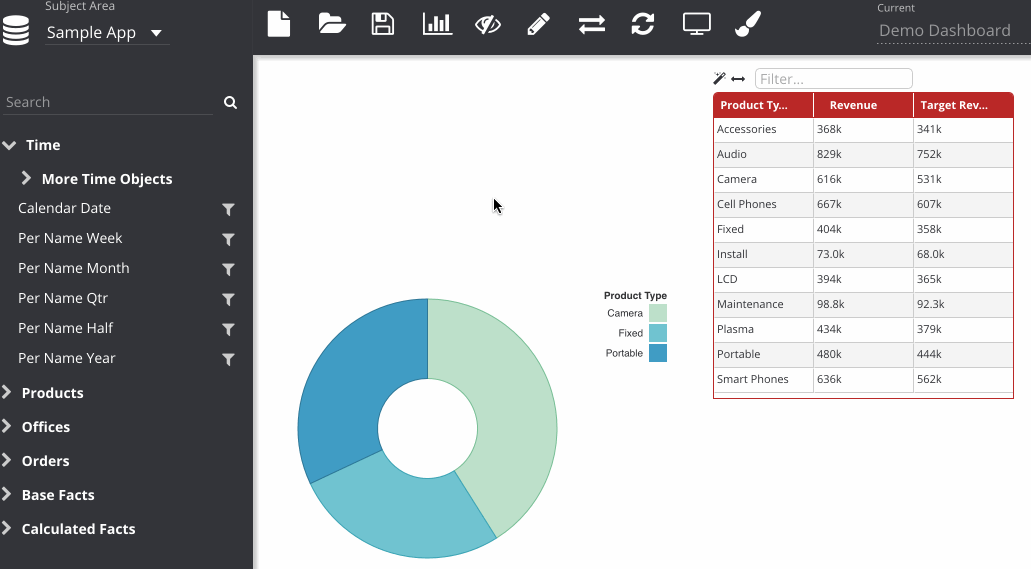 Subject Area
Sample App
Current
Demo Dashboard
Search
Time
More Time Objects
Calendar Date
Per Name Week
Per Name Month
Per Name Qtr
Per Name Half
Per Name Year
Products
Offices
Orders
Base Facts
Calculated Facts
Product Type
Camera
Fixed
Portable
Filter...
Product Ty... Revenue Target Rev...
Accessories 368k 341k
Audio 829k 752k
Camera 616k 531k
Cell Phones 667k 607k
Fixed 404k 358k
Install 73.0k 68.0k
LCD 394k 365k
Maintenance 98.8k 92.3k
Plasma 434k 379k
Portable 480k 444k
Smart Phones 636k 562k